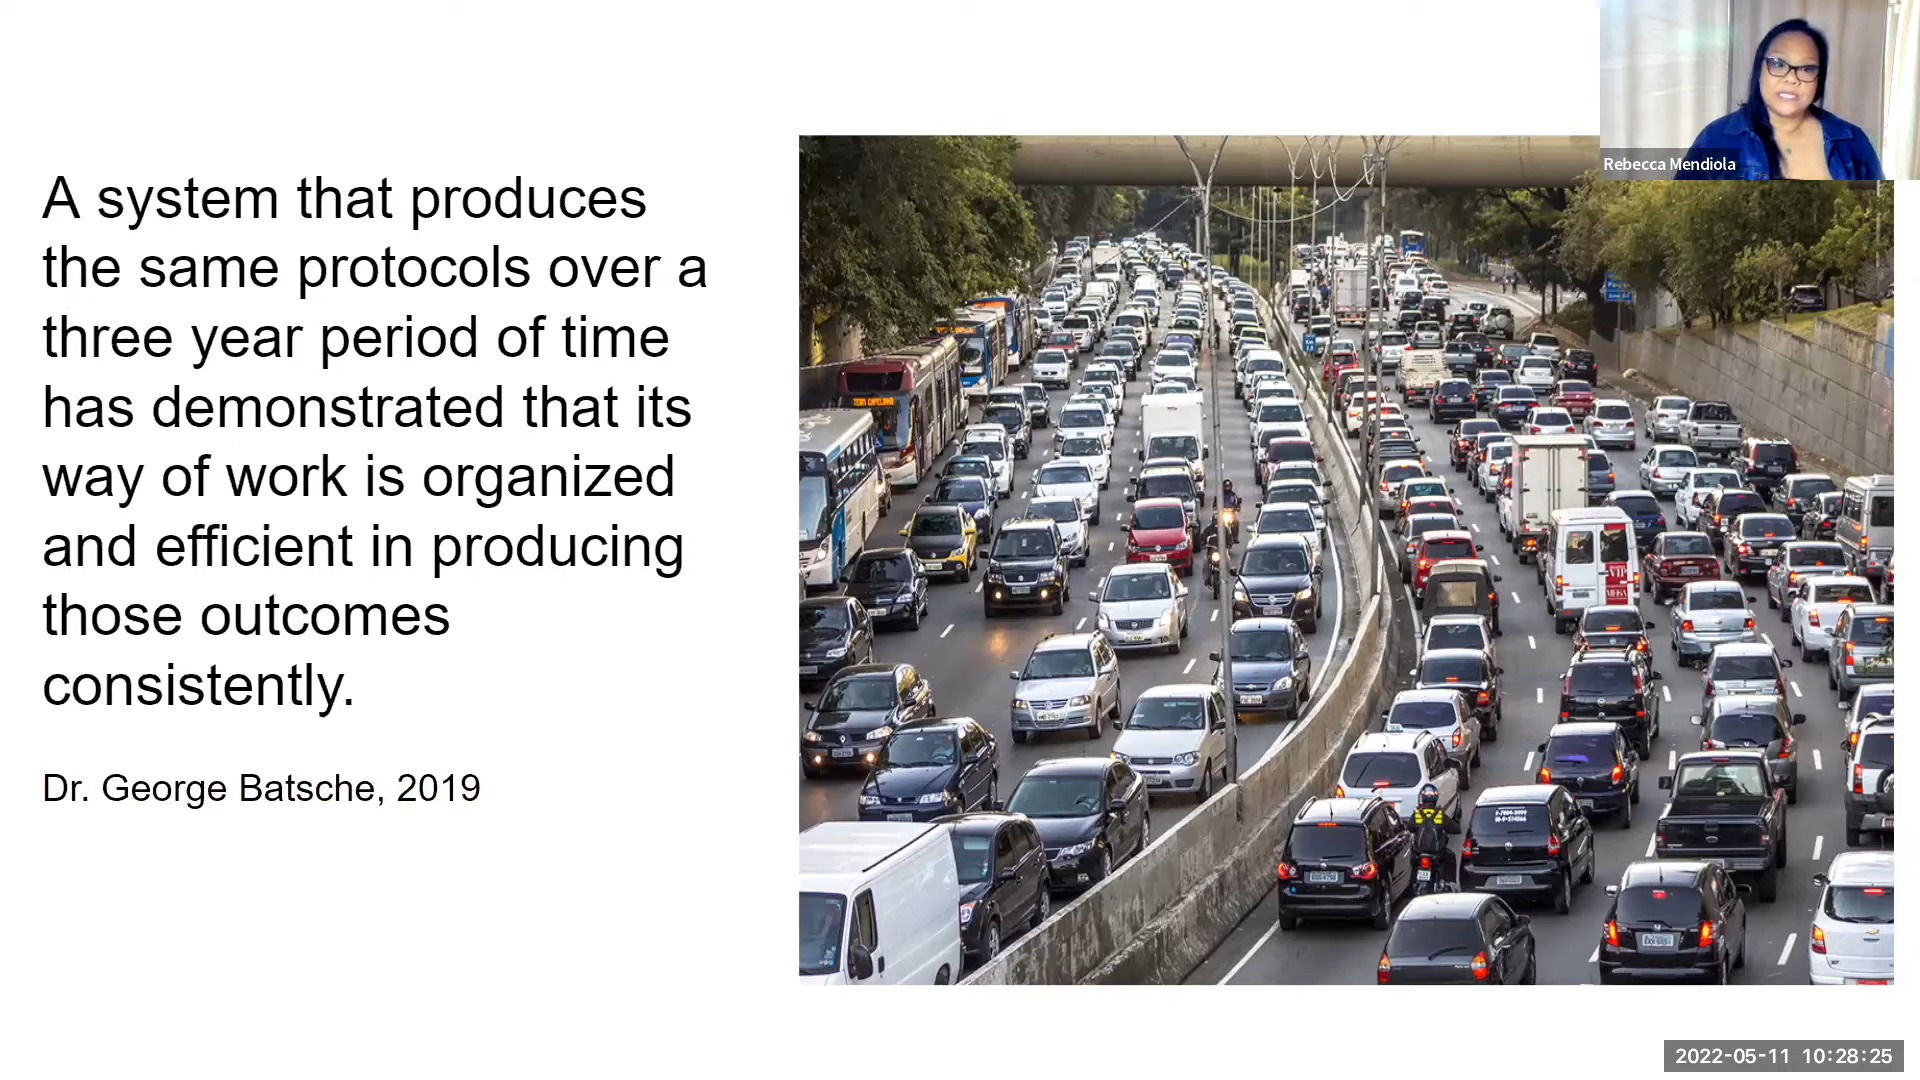 Rebecca Mendiola
A system that produces
the same protocols over a
three year period of time
has demonstrated that its
way of work is organized
and efficient in producing
those outcomes
consistently.
Dr. George Batsche, 2019
VIP
2022-05-11 10:28:25